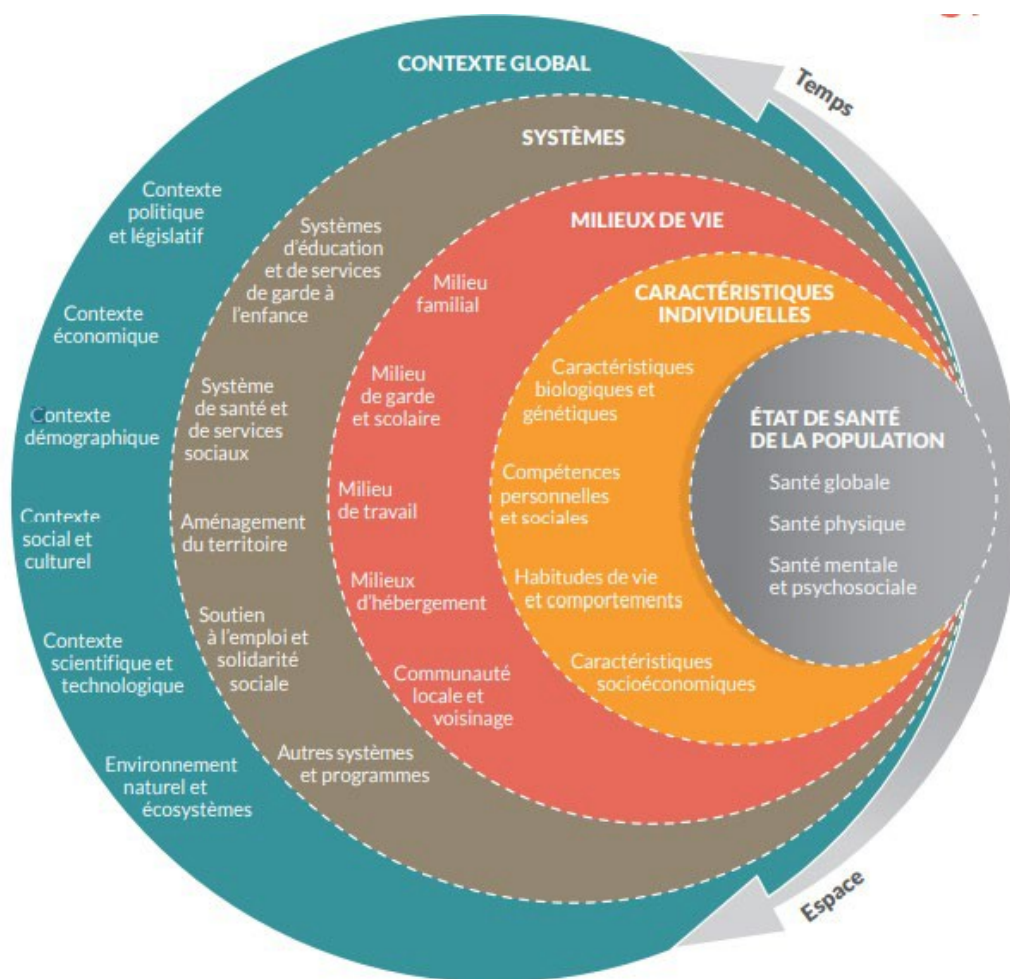 CONTEXTE GLOBAL
Contexte
politique
et législatif
Contexte
économique
Contexte
démographique
Contexte
social et
culturel
Contexte
scientifique et
technologique
Environnement
naturel et
écosystèmes
SYSTÈMES
Systèmes
d'éducation
et de services
de garde à
l'enfance
Système
de santé et
de services
sociaux
Aménagement
du territoire
Soutien
à l'emploi et
solidarité
sociale
Autres systèmes
et programmes
MILIEUX DE VIE
Milieu
familial
Milieu
de garde
et scolaire
Milieu
de travail
Milieux
d'hébergement
Communauté
locale et
voisinage
CARACTÉRISTIQUES
INDIVIDUELLES
Caractéristiques
biologiques et
génétiques
Compétences
personnelles
et sociales
Habitudes de vie
et comportements
Caractéristiques
socioéconomiques
ÉTAT DE SANTÉ
DE LA POPULATION
Santé globale
Santé physique
Santé mentale
et psychosociale
Temps
Espace